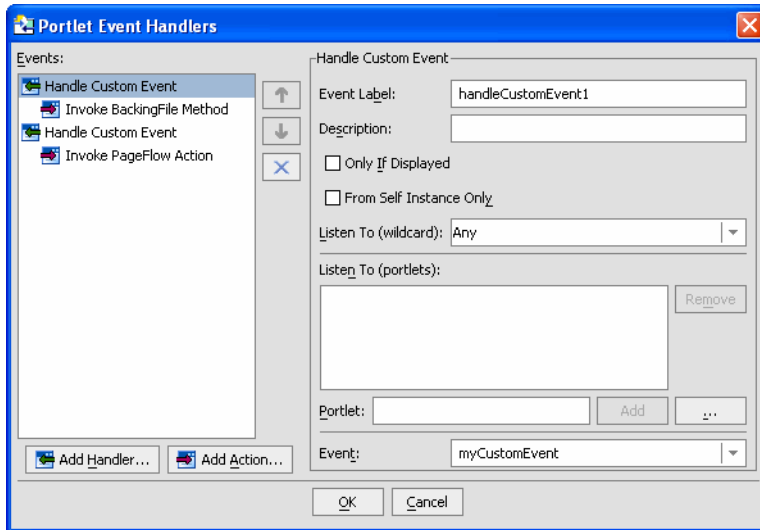 Portlet Event Handlers
Events:
Handle Custom Event
Invoke BackingFile Method
Handle Custom Event
Invoke PageFlow Action
Add Handler...
Add Action...
Handle Custom Event
Event Label: handleCustomEvent1
Description:
Only If Displayed
From Self Instance Only
Listen To (wildcard): Any
Listen To (portlets):
Remove
Portlet: Add ...
Event: myCustomEvent
OK Cancel